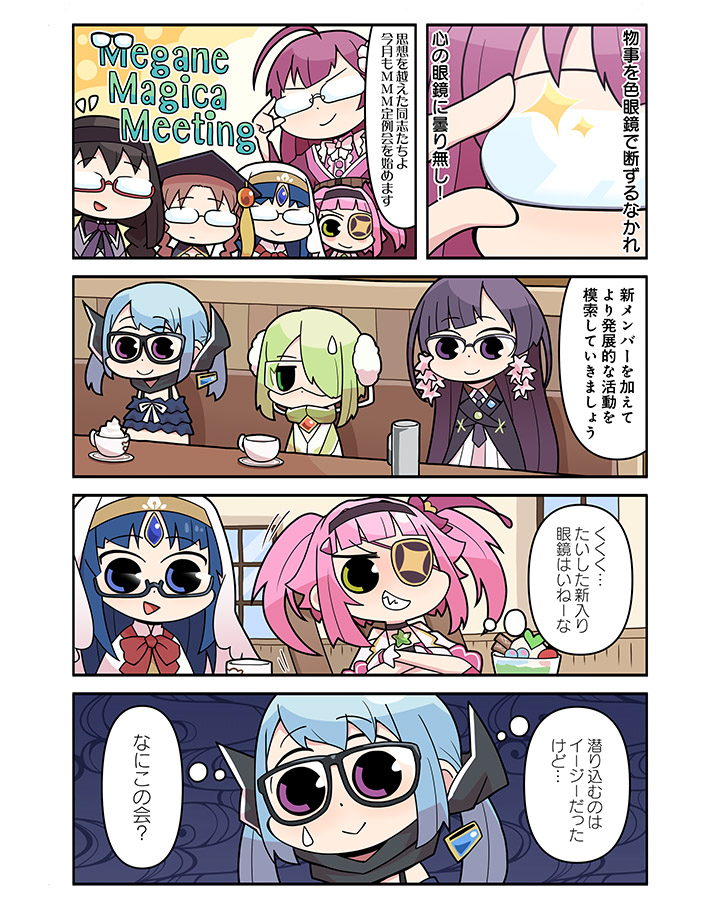 物事を色眼鏡で断ずるなかれ
心の眼鏡に曇り無し！
思想を越えた同志たちよ
今月もMMM定例会を始めます
Megane
Magica
Meeting
新メンバーを加えて
より発展的な活動を
模索していきましょう
くくく…
たいした新入り
眼鏡はいねーな
潜り込むのは
イージーだった
けど…
なにこの会？